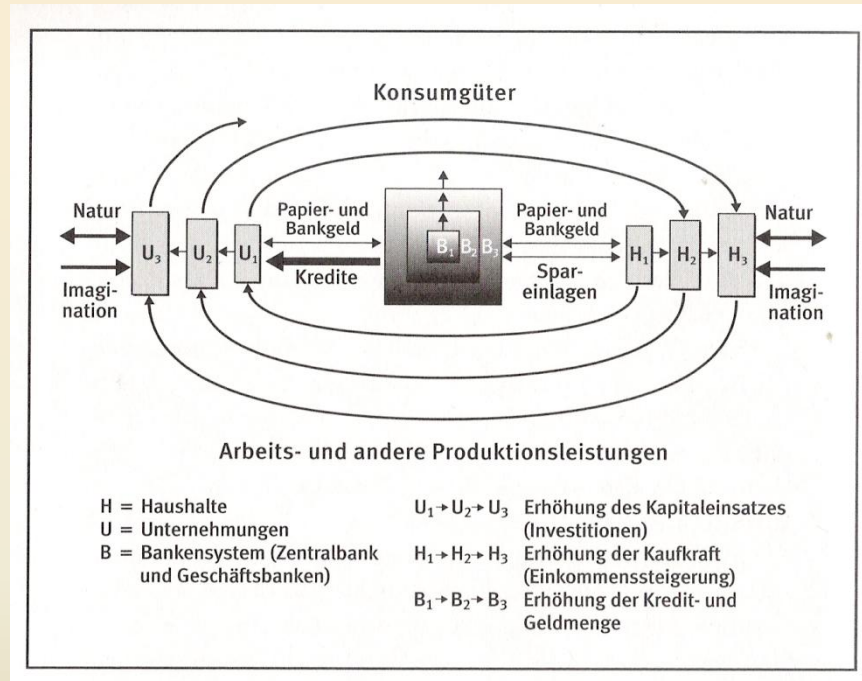 Konsumgüter
Natur
Imagi-
nation
U₃
U₂
U₁
Papier- und
Bankgeld
Kredite
B₁
B₂
B₃
Papier- und
Bankgeld
Spar-
einlagen
H₁
H₂
H₃
Natur
Imagi-
nation
Arbeits- und andere Produktionsleistungen
H = Haushalte
U = Unternehmungen
B = Bankensystem (Zentralbank
und Geschäftsbanken)
U₁→U₂→U₃ Erhöhung des Kapitaleinsatzes
(Investitionen)
H₁→H₂→H₃ Erhöhung der Kaufkraft
(Einkommenssteigerung)
B₁→B₂→B₃ Erhöhung der Kredit- und
Geldmenge